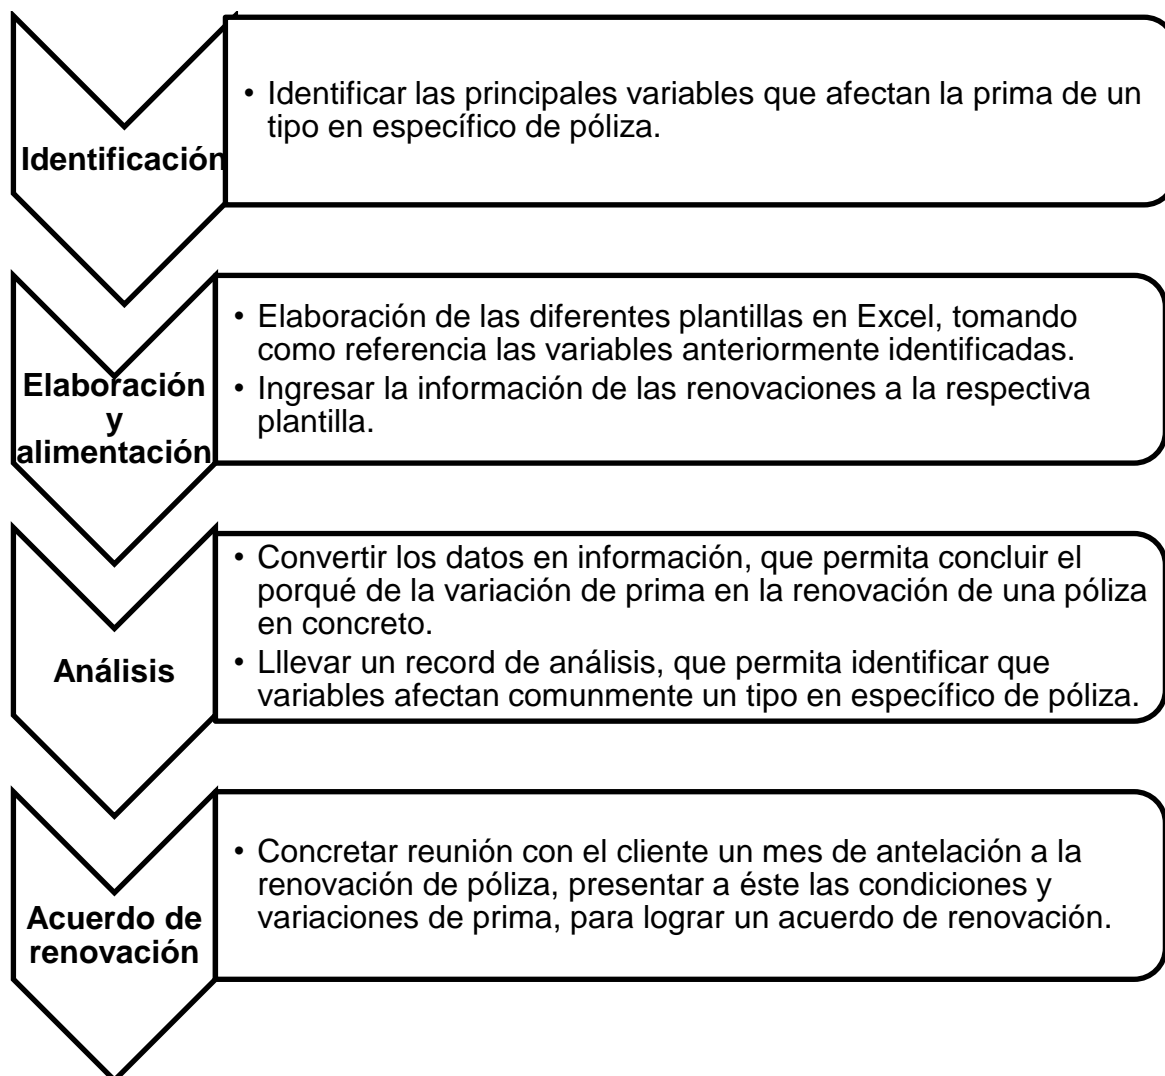 Identificación
• Identificar las principales variables que afectan la prima de un
tipo en específico de póliza.
Elaboración
y
alimentación
• Elaboración de las diferentes plantillas en Excel, tomando
como referencia las variables anteriormente identificadas.
• Ingresar la información de las renovaciones a la respectiva
plantilla.
Análisis
• Convertir los datos en información, que permita concluir el
porqué de la variación de prima en la renovación de una póliza
en concreto.
• Lllevar un record de análisis, que permita identificar que
variables afectan comunmente un tipo en específico de póliza.
Acuerdo de
renovación
• Concretar reunión con el cliente un mes de antelación a la
renovación de póliza, presentar a éste las condiciones y
variaciones de prima, para lograr un acuerdo de renovación.